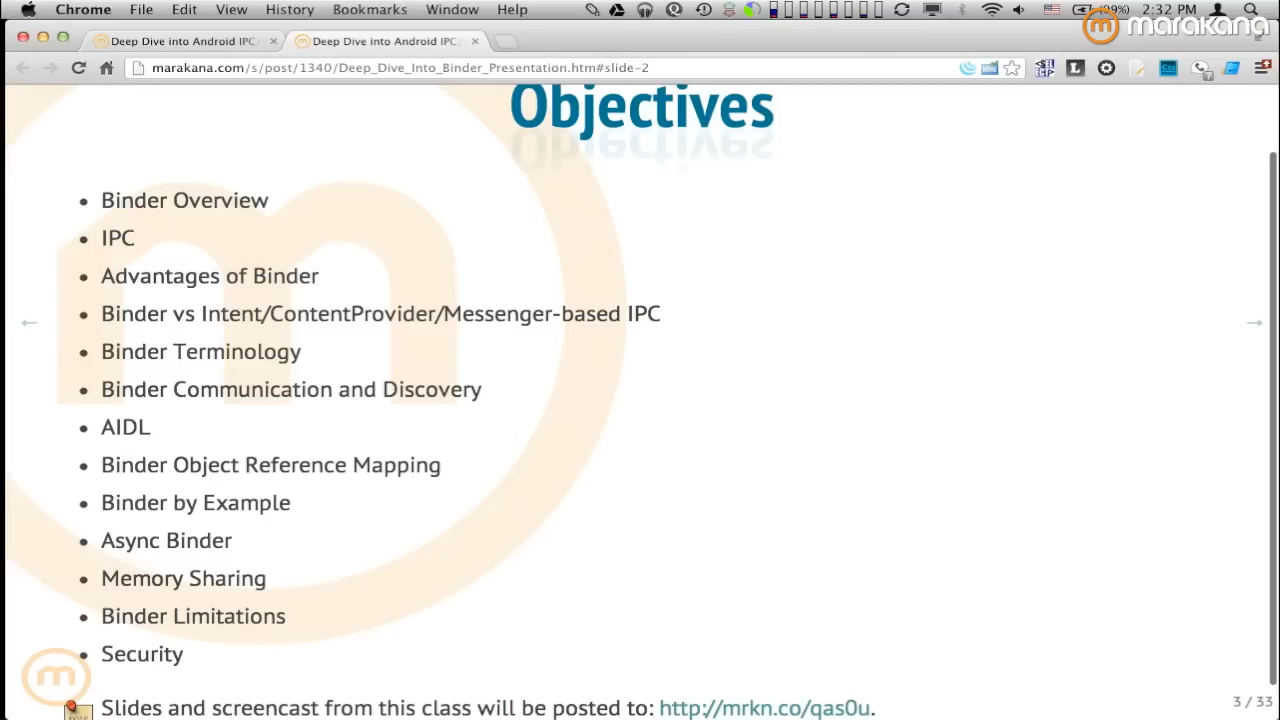 Chrome File Edit View History Bookmarks Window Help (99%) 2:32 PM
marakana
Deep Dive into Android IPC/ Deep Dive into Android IPC
marakana.com/s/post/1340/Deep_Dive_Into_Binder_Presentation.htm#slide-2
Objectives
Binder Overview
IPC
Advantages of Binder
Binder vs Intent/ContentProvider/Messenger-based IPC
Binder Terminology
Binder Communication and Discovery
AIDL
Binder Object Reference Mapping
Binder by Example
Async Binder
Memory Sharing
Binder Limitations
Security
3 / 33
Slides and screencast from this class will be posted to: http://mrkn.co/qas0u.